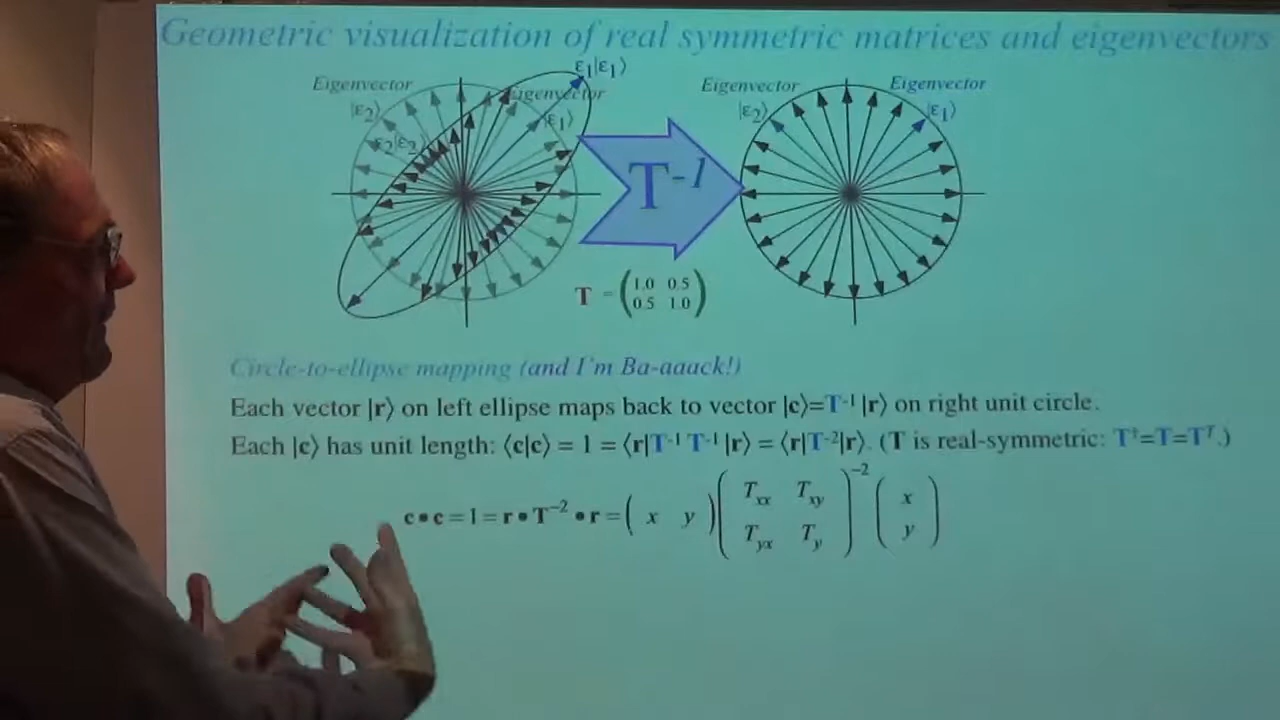 Geometric visualization of real symmetric matrices and eigenvectors
ε₁|ε₁⟩
Eigenvector
Eigenvector
|ε₂⟩
|ε₁⟩
ε₂|ε₂
Eigenvector
Eigenvector
|ε₂⟩
|ε₁⟩
T⁻¹
T = (1.0 0.5
0.5 1.0)
Circle-to-ellipse mapping (and I'm Ba-aaack!)
Each vector |r⟩ on left ellipse maps back to vector |c⟩=T⁻¹|r⟩ on right unit circle.
Each |c⟩ has unit length: ⟨c|c⟩ = 1 = ⟨r|T⁻¹ T⁻¹|r⟩ = ⟨r|T⁻²|r⟩. (T is real-symmetric: T†=T=Tᵀ.)
c•c=1=r•T⁻²•r=( x y )( Txx Txy
Tyx Ty )⁻² ( x
y )